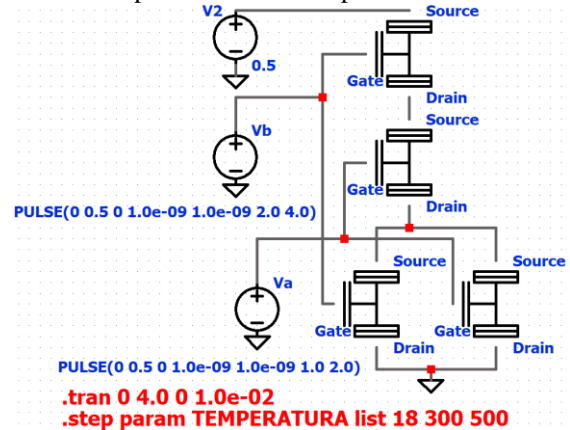 V2
Source
0.5
Gate
Drain
Source
Vb
Gate
Drain
PULSE(0 0.5 0 1.0e-09 1.0e-09 2.0 4.0)
Source
Source
Va
Gate
Gate
Drain
Drain
PULSE(0 0.5 0 1.0e-09 1.0e-09 1.0 2.0)
.tran 0 4.0 0 1.0e-02
.step param TEMPERATURA list 18 300 500